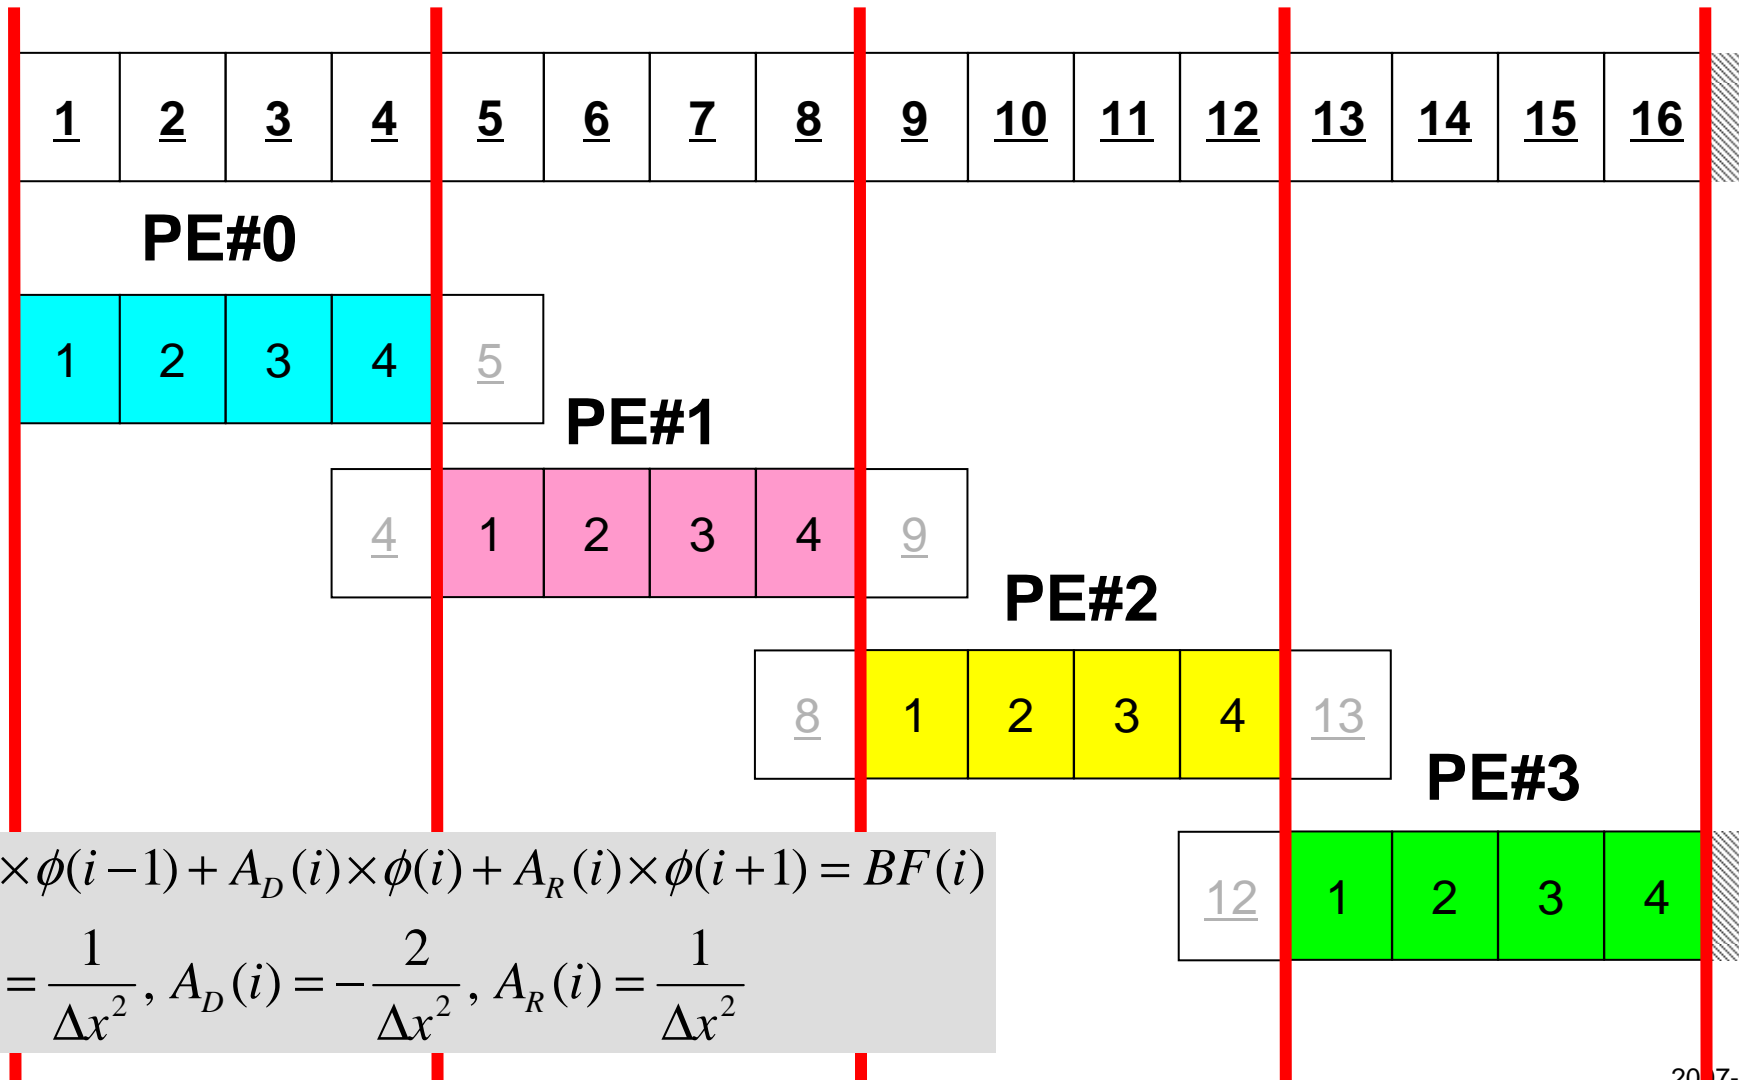 1 2 3 4 5 6 7 8 9 10 11 12 13 14 15 16
PE#0
1 2 3 4 5
PE#1
4 1 2 3 4 9
PE#2
8 1 2 3 4 13
PE#3
12 1 2 3 4
×ϕ(i−1)+A_D(i)×ϕ(i)+A_R(i)×ϕ(i+1)=BF(i)
=1/Δx², A_D(i)=−2/Δx², A_R(i)=1/Δx²